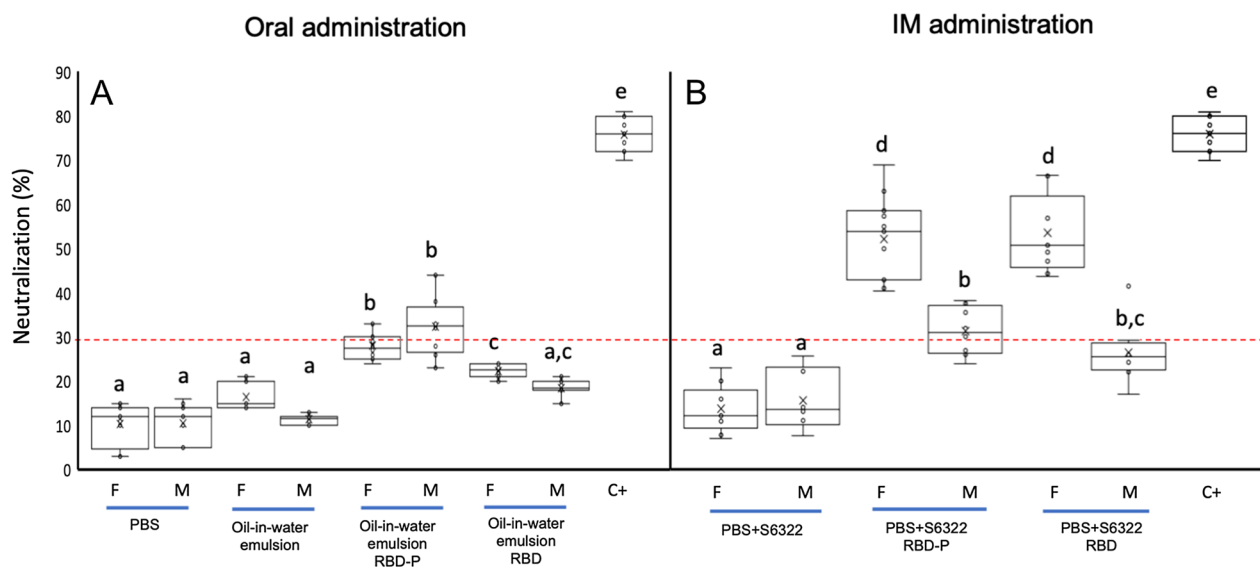 Oral administration
IM administration
Neutralization (%)
90
80
70
60
50
40
30
20
10
0
A
a
a
a
a
b
b
c
a,c
e
B
a
a
d
b
d
b,c
e
F M F M F M F M C+
PBS
Oil-in-water
emulsion
Oil-in-water
emulsion
RBD-P
Oil-in-water
emulsion
RBD
F M F M F M C+
PBS+S6322
PBS+S6322
RBD-P
PBS+S6322
RBD